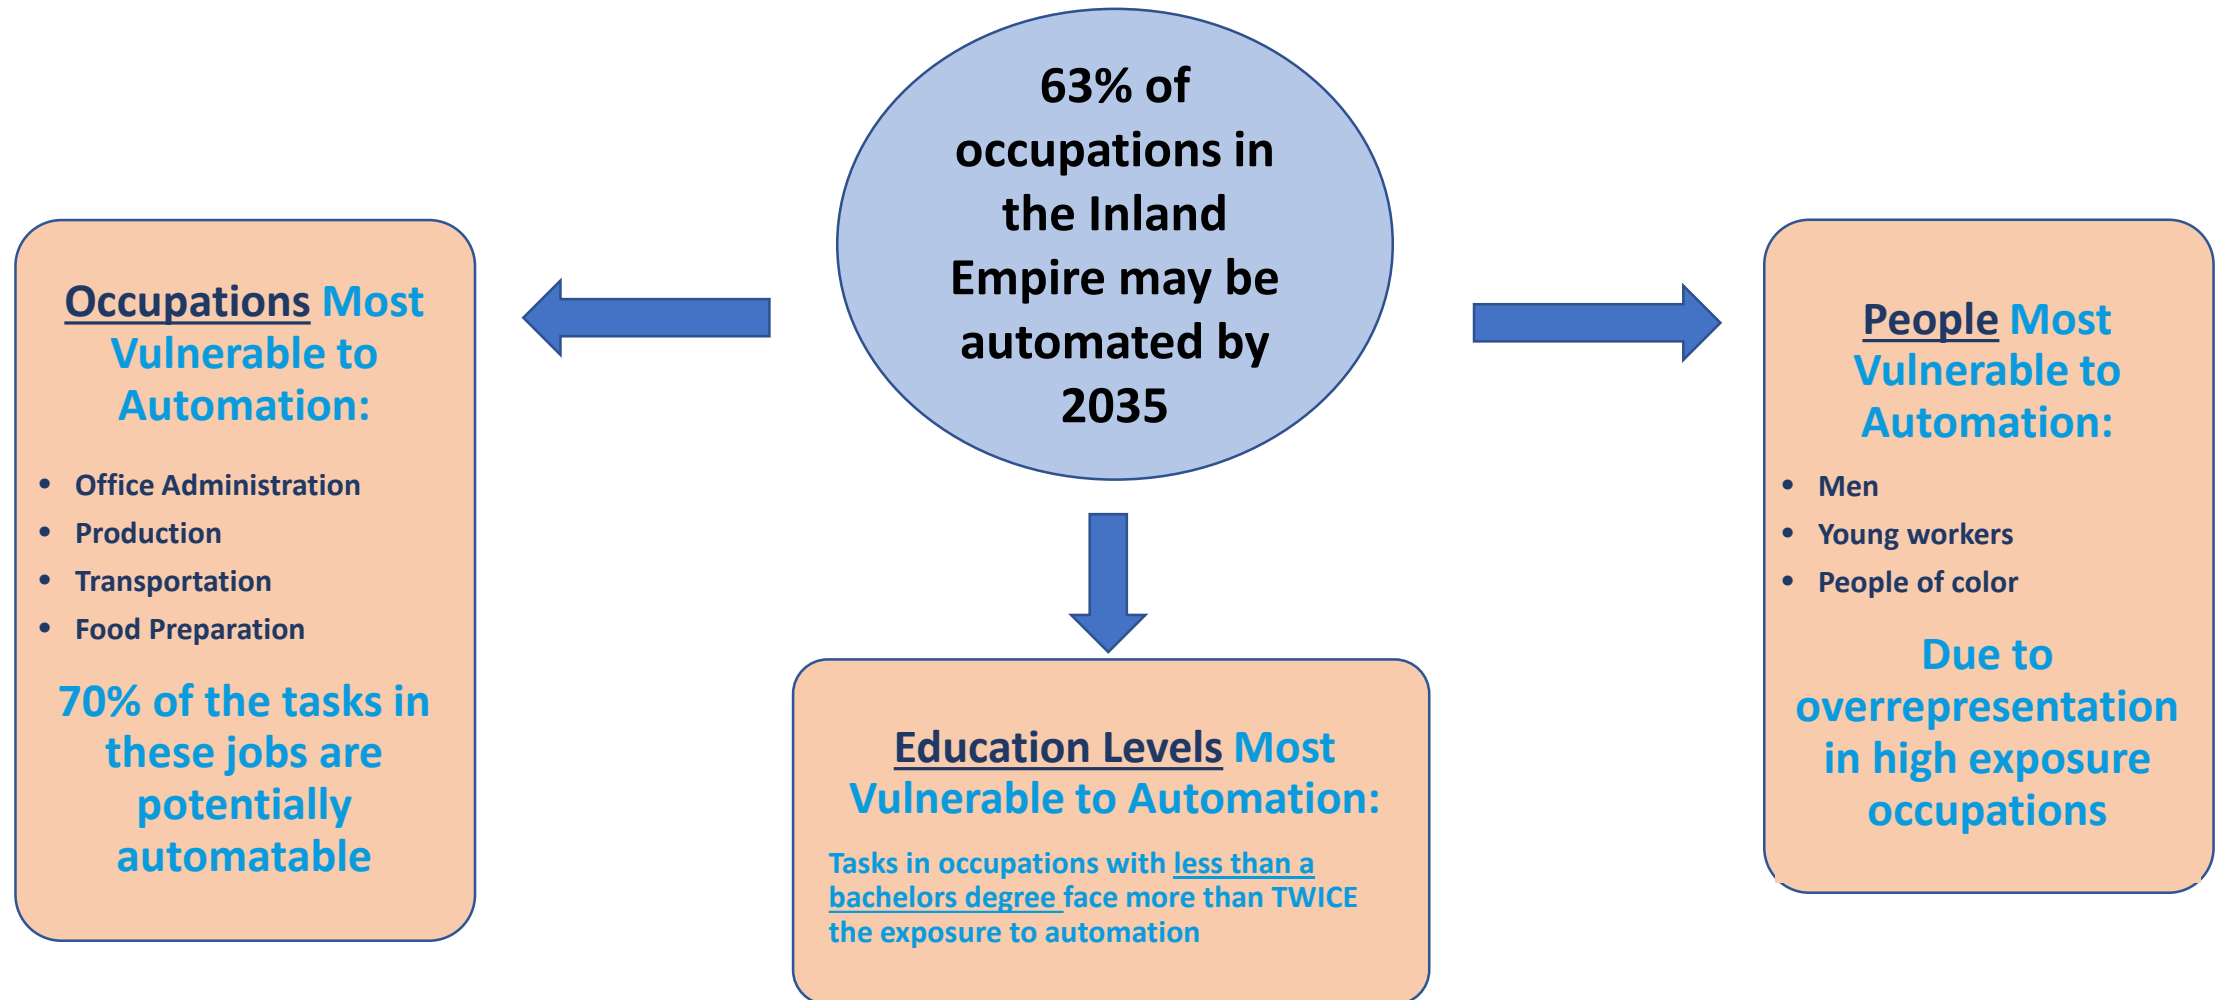 63% of
occupations in
the Inland
Empire may be
automated by
2035
Occupations Most
Vulnerable to
Automation:
• Office Administration
• Production
• Transportation
• Food Preparation
70% of the tasks in
these jobs are
potentially
automatable
Education Levels Most
Vulnerable to Automation:
Tasks in occupations with less than a
bachelors degree face more than TWICE
the exposure to automation
People Most
Vulnerable to
Automation:
• Men
• Young workers
• People of color
Due to
overrepresentation
in high exposure
occupations